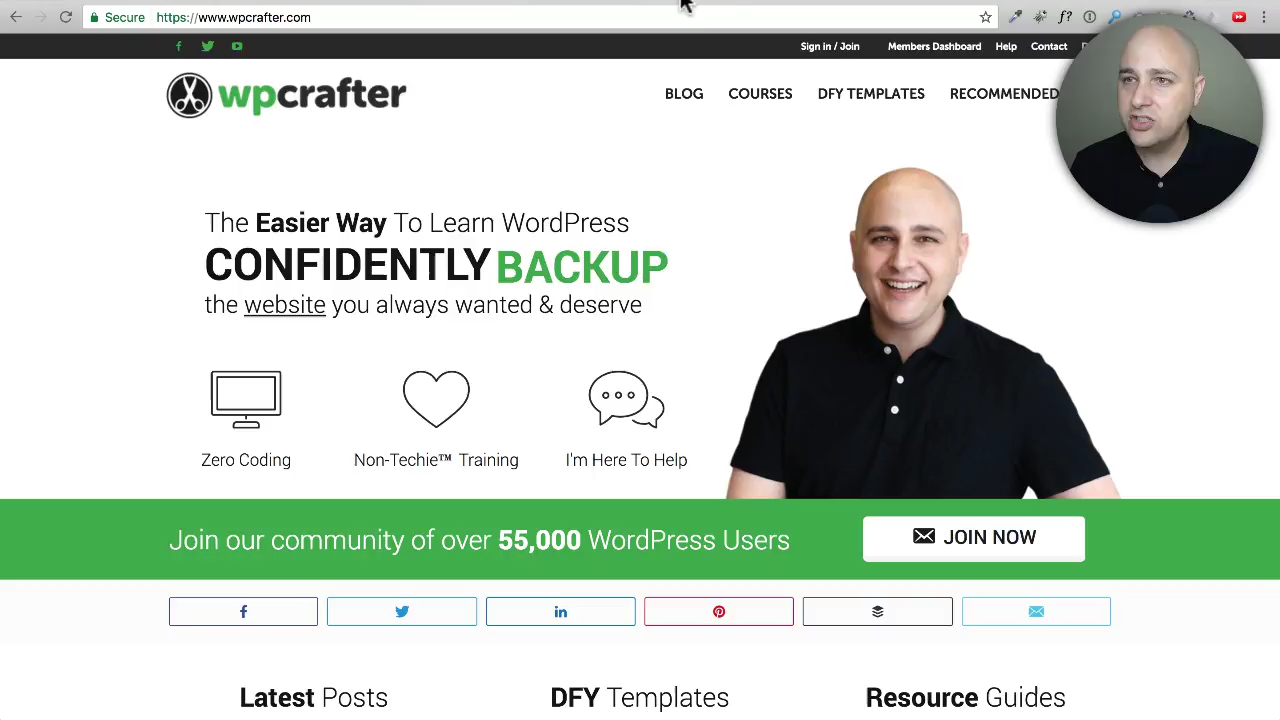 Secure https://www.wpcrafter.com
f?
Sign in / Join Members Dashboard Help Contact
wpcrafter
BLOG COURSES DFY TEMPLATES RECOMMENDED
The Easier Way To Learn WordPress
CONFIDENTLY BACKUP
the website you always wanted & deserve
Zero Coding Non-Techie™ Training I'm Here To Help
Join our community of over 55,000 WordPress Users JOIN NOW
Latest Posts DFY Templates Resource Guides